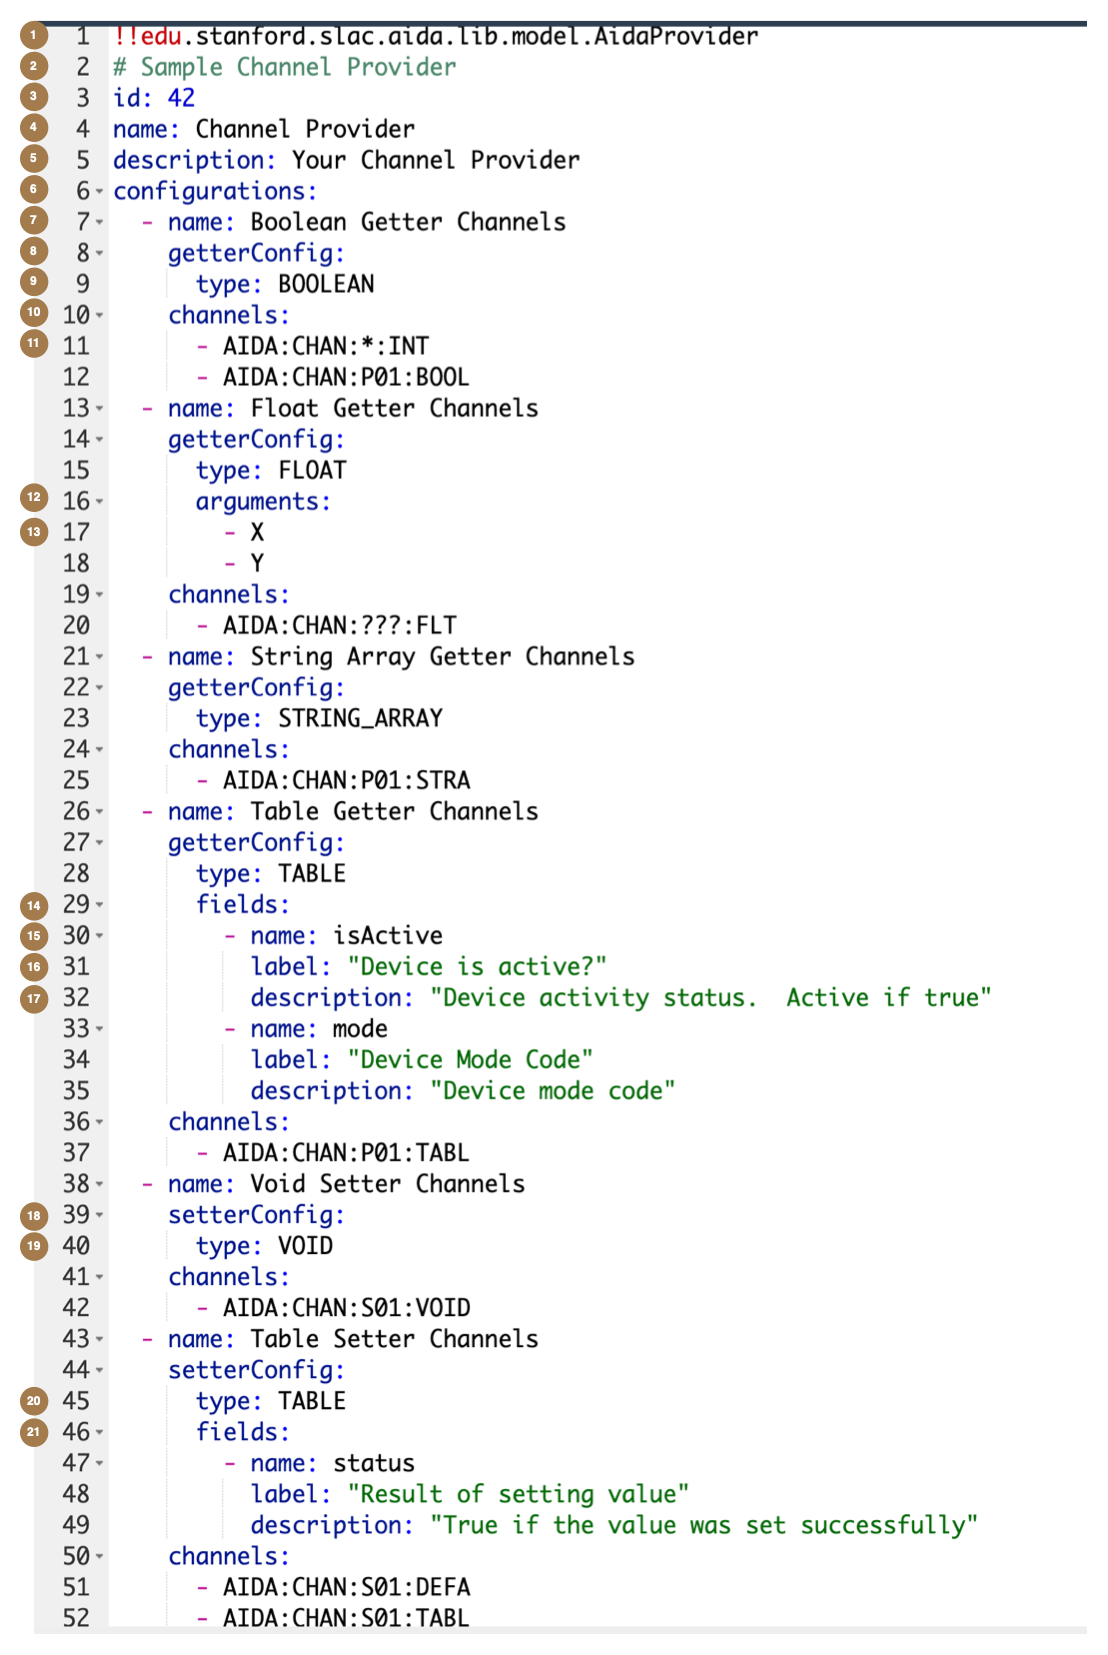 1 1 !!edu.stanford.slac.aida.lib.model.AidaProvider
2 2 # Sample Channel Provider
3 3 id: 42
4 4 name: Channel Provider
5 5 description: Your Channel Provider
6 6 configurations:
7 7 - name: Boolean Getter Channels
8 8 getterConfig:
9 9 type: BOOLEAN
10 10 channels:
11 11 - AIDA:CHAN:*:INT
12 - AIDA:CHAN:P01:BOOL
13 - name: Float Getter Channels
14 getterConfig:
15 type: FLOAT
12 16 arguments:
13 17 - X
18 - Y
19 channels:
20 - AIDA:CHAN:???:FLT
21 - name: String Array Getter Channels
22 getterConfig:
23 type: STRING_ARRAY
24 channels:
25 - AIDA:CHAN:P01:STRA
26 - name: Table Getter Channels
27 getterConfig:
28 type: TABLE
14 29 fields:
15 30 - name: isActive
16 31 label: "Device is active?"
17 32 description: "Device activity status.  Active if true"
33 - name: mode
34 label: "Device Mode Code"
35 description: "Device mode code"
36 channels:
37 - AIDA:CHAN:P01:TABL
38 - name: Void Setter Channels
18 39 setterConfig:
19 40 type: VOID
41 channels:
42 - AIDA:CHAN:S01:VOID
43 - name: Table Setter Channels
44 setterConfig:
20 45 type: TABLE
21 46 fields:
47 - name: status
48 label: "Result of setting value"
49 description: "True if the value was set successfully"
50 channels:
51 - AIDA:CHAN:S01:DEFA
52 - AIDA:CHAN:S01:TABL